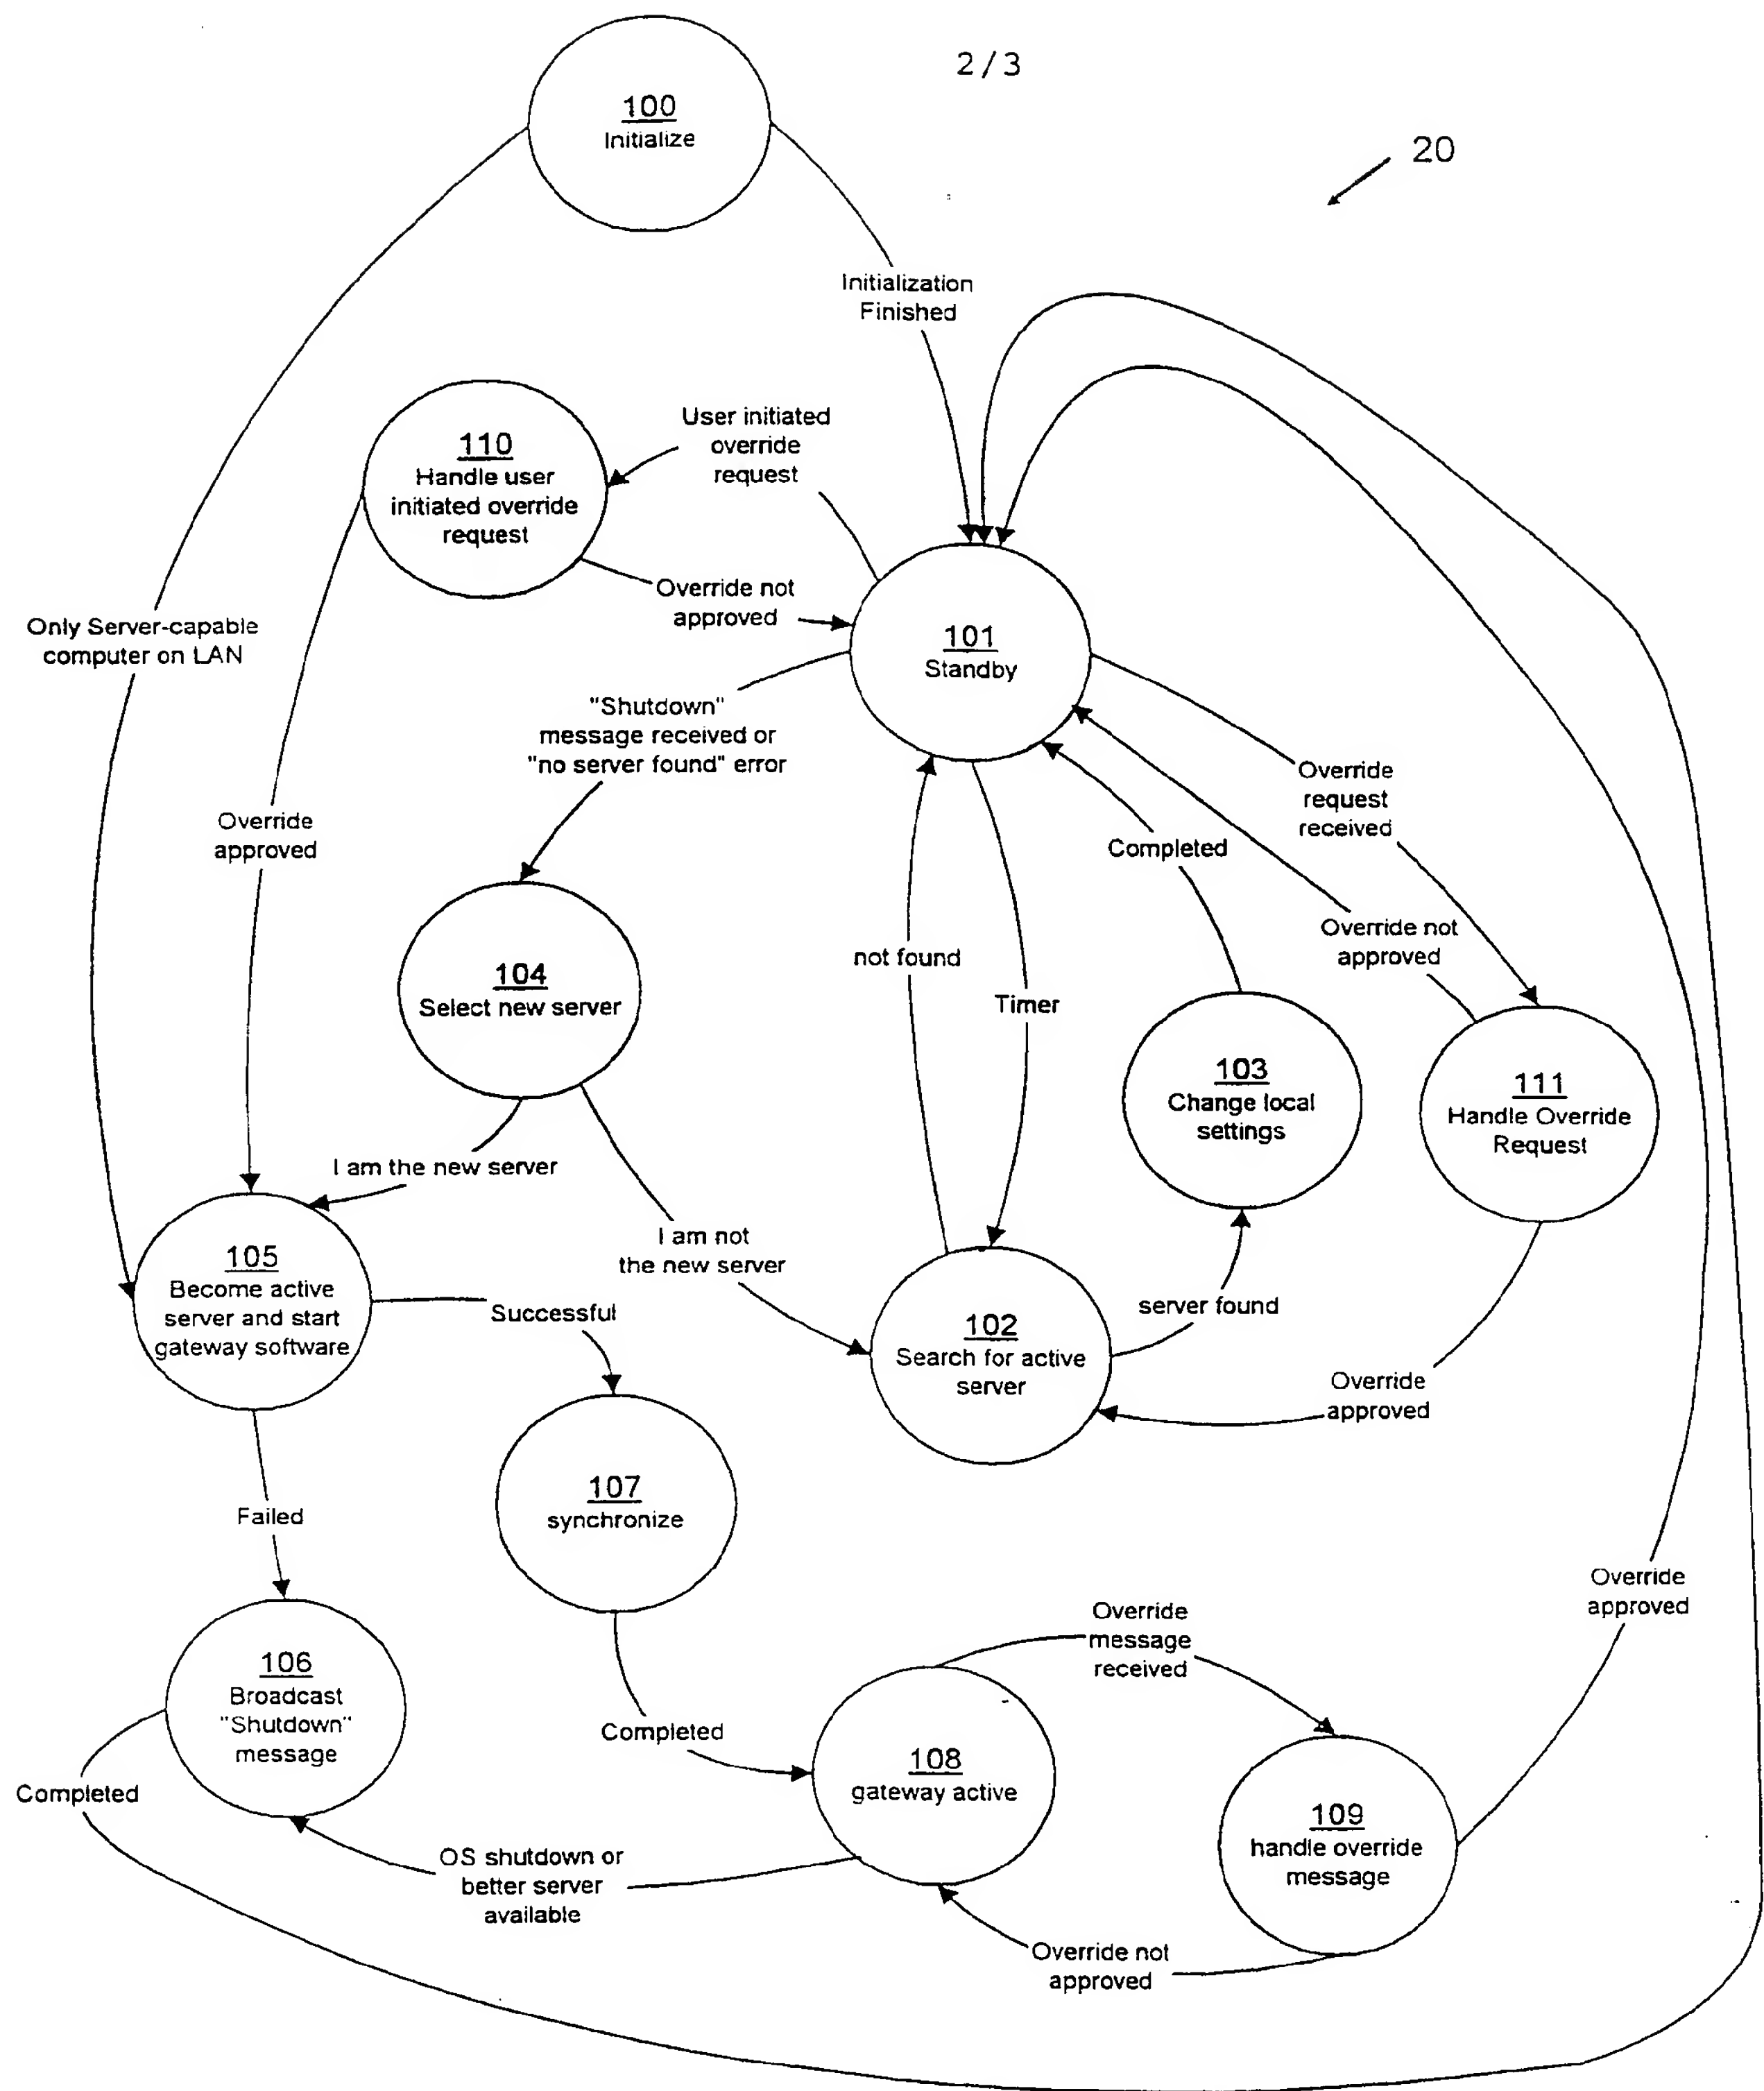 2/3
20
100
Initialize
Initialization
Finished
User initiated
override
request
110
Handle user
initiated override
request
Override not
approved
Only Server-capable
computer on LAN
101
Standby
"Shutdown"
message received or
"no server found" error
Override
request
received
Override
approved
Completed
Override not
approved
not found
104
Select new server
Timer
103
Change local
settings
111
Handle Override
Request
I am the new server
I am not
the new server
105
Become active
server and start
gateway software
Successful
server found
102
Search for active
server
Override
approved
107
synchronize
Failed
Override
approved
Override
message
received
106
Broadcast
"Shutdown"
message
Completed
Completed
108
gateway active
109
handle override
message
OS shutdown or
better server
available
Override not
approved